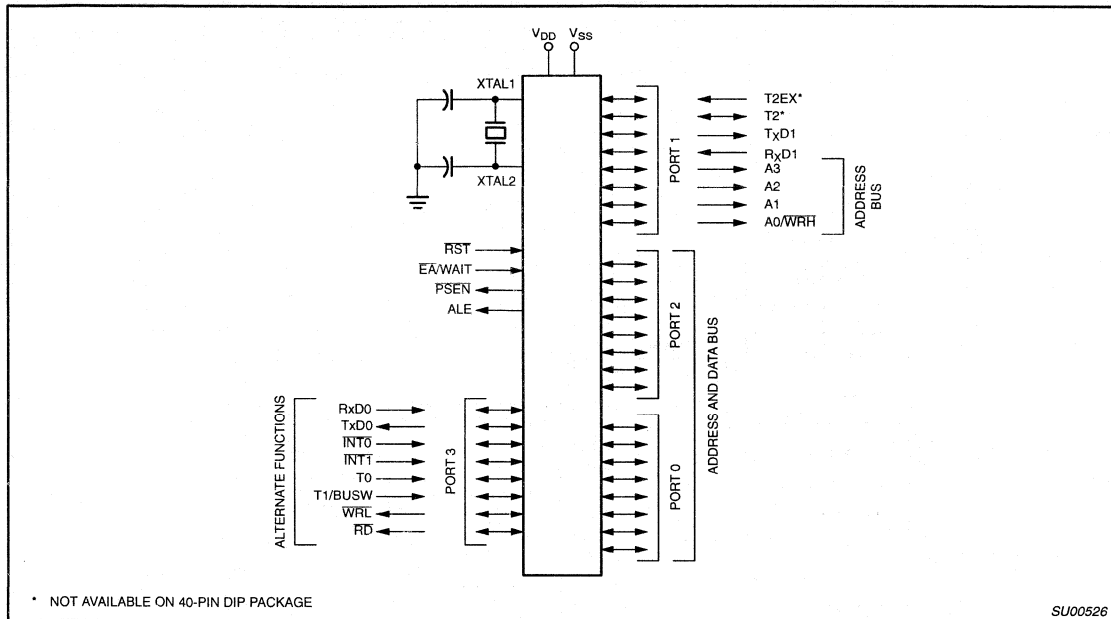 VDD
VSS
XTAL1
XTAL2
RST
EA/WAIT
PSEN
ALE
PORT 1
T2EX*
T2*
TXD1
RXD1
A3
A2
A1
A0/WRH
ADDRESS
BUS
PORT 2
ADDRESS AND DATA BUS
PORT 0
ALTERNATE FUNCTIONS
RxD0
TxD0
INT0
INT1
T0
T1/BUSW
WRL
RD
PORT 3
* NOT AVAILABLE ON 40-PIN DIP PACKAGE
SU00526